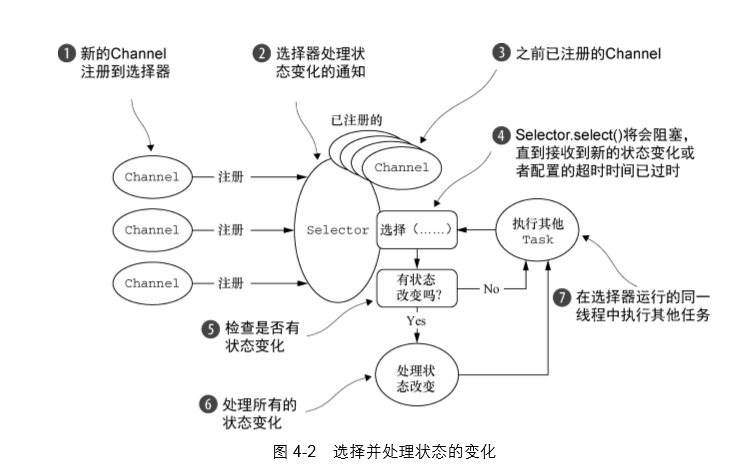 1 新的Channel
注册到选择器
2 选择器处理状
态变化的通知
3 之前已注册的Channel
已注册的
Channel
4 Selector.select()将会阻塞，
直到接收到新的状态变化或
者配置的超时时间已过时
Channel 注册
Channel 注册
Channel 注册
Selector
选择（……）
执行其他
Task
有状态
改变吗？
No
Yes
5 检查是否有
状态变化
7 在选择器运行的同一
线程中执行其他任务
处理状
态改变
6 处理所有的
状态变化
图 4-2 选择并处理状态的变化